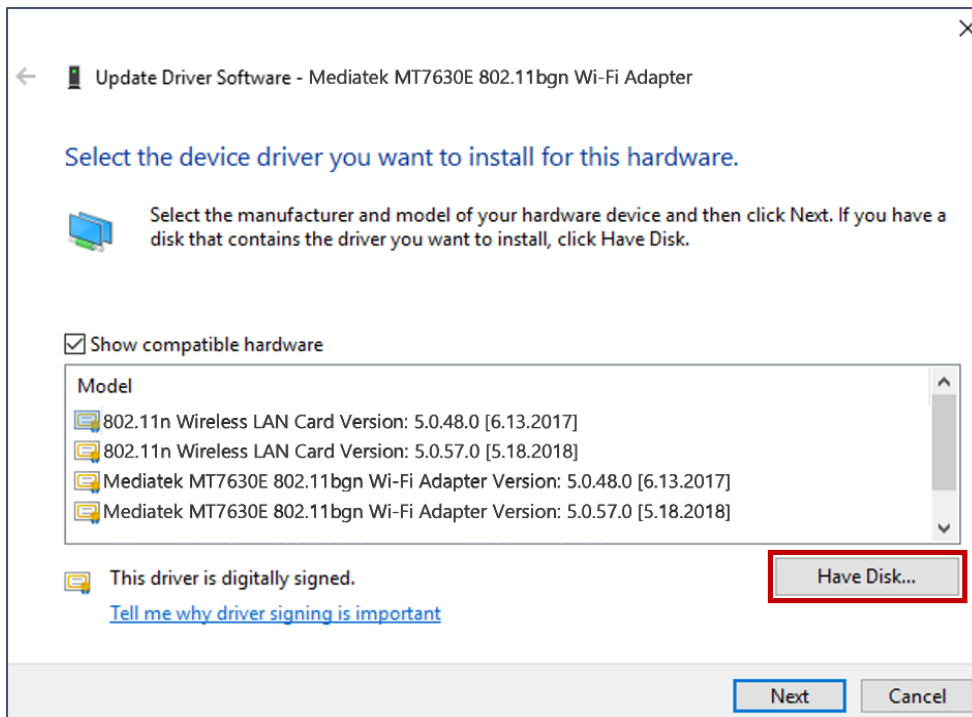 Update Driver Software - Mediatek MT7630E 802.11bgn Wi-Fi Adapter
Select the device driver you want to install for this hardware.
Select the manufacturer and model of your hardware device and then click Next. If you have a
disk that contains the driver you want to install, click Have Disk.
Show compatible hardware
Model
802.11n Wireless LAN Card Version: 5.0.48.0 [6.13.2017]
802.11n Wireless LAN Card Version: 5.0.57.0 [5.18.2018]
Mediatek MT7630E 802.11bgn Wi-Fi Adapter Version: 5.0.48.0 [6.13.2017]
Mediatek MT7630E 802.11bgn Wi-Fi Adapter Version: 5.0.57.0 [5.18.2018]
This driver is digitally signed.
Have Disk...
Tell me why driver signing is important
Next
Cancel